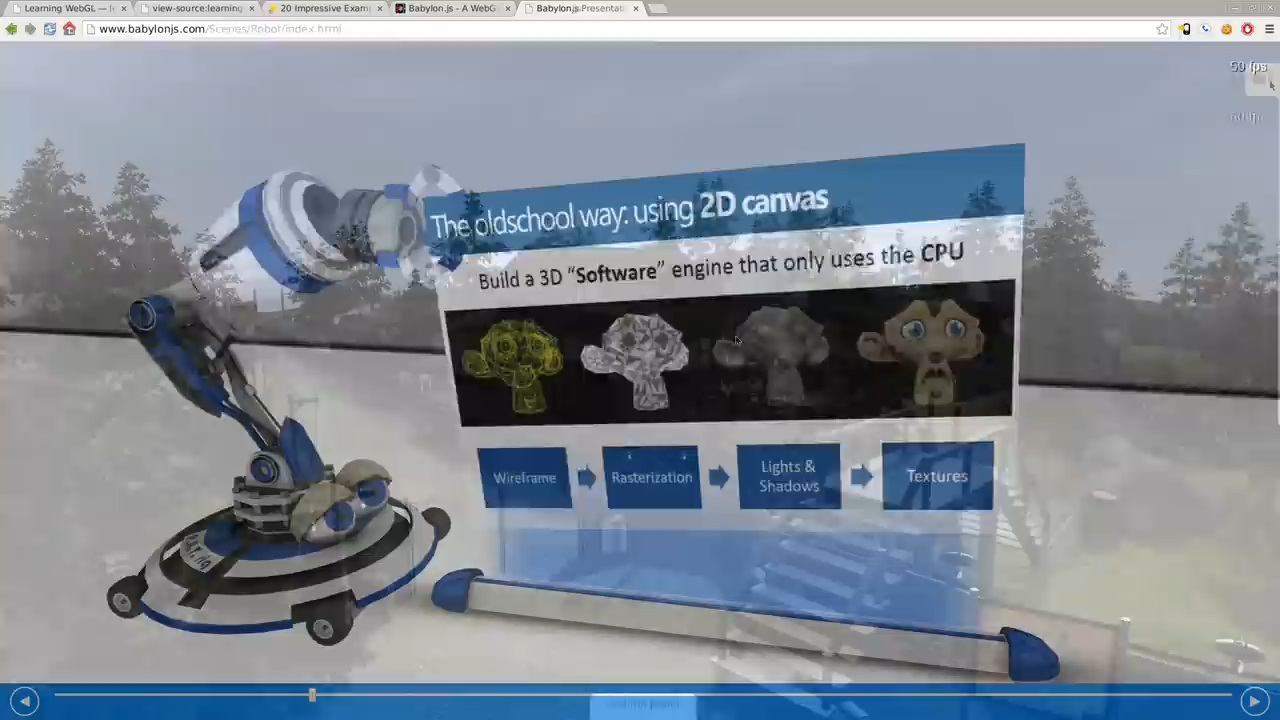 Learning WebGL — l
view-source:learning
20 Impressive Exam
Babylon.js - A WebG
Babylon.js Presentat
www.babylonjs.com/Scenes/Robot/index.html
fps
The oldschool way: using 2D canvas
Build a 3D “Software” engine that only uses the CPU
Wireframe
Rasterization
Lights &
Shadows
Textures